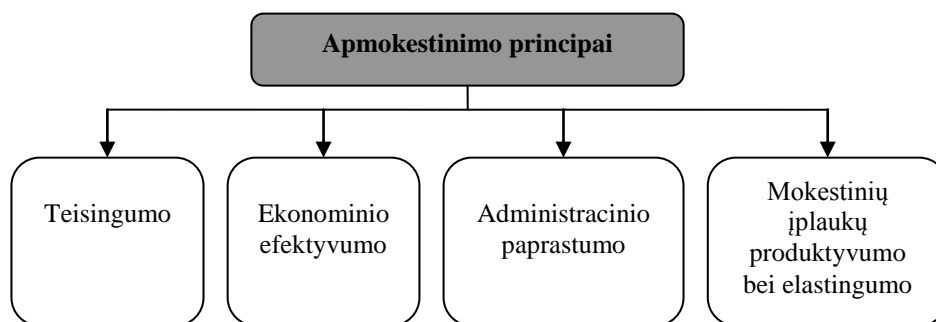 Apmokestinimo principai
Teisingumo
Ekonominio
efektyvumo
Administracinio
paprastumo
Mokestinių
įplaukų
produktyvumo
bei elastingumo